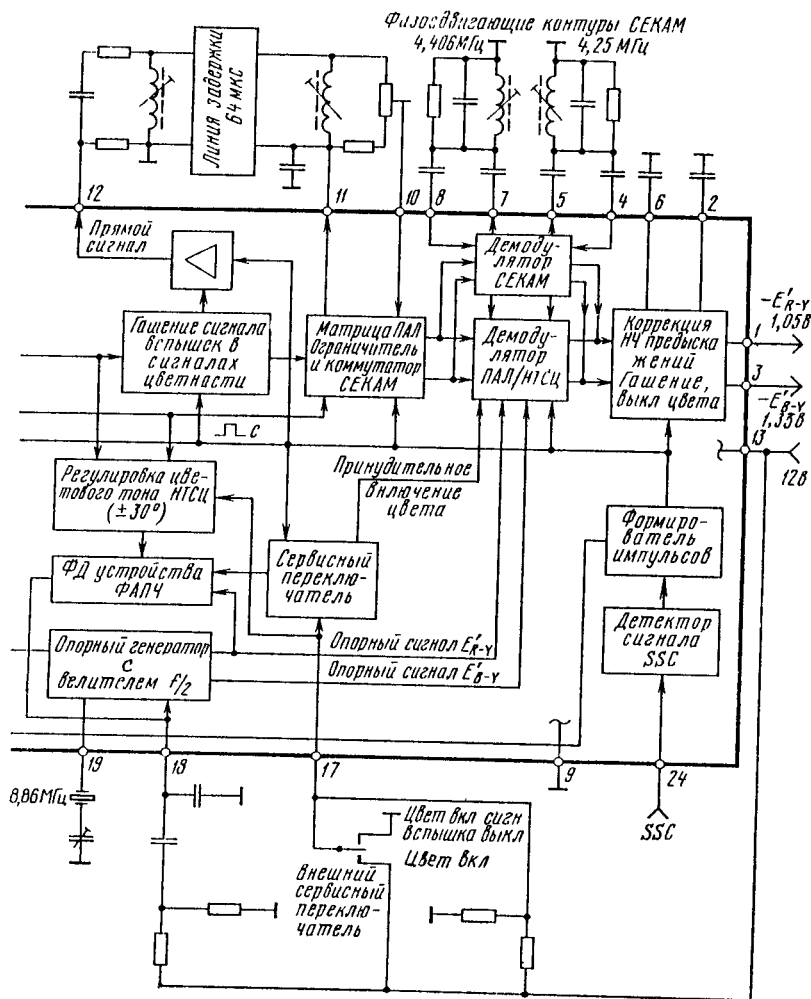 Фазосдвигающие контуры СЕКАМ
4,406МГц
4,25 МГц
Линия задержки
64 мкс
12
11
10
8
7
5
4
6
2
Прямой
сигнал
Демоду-
лятор
СЕКАМ
Гашение сигнала
вспышек в
сигналах
цветности
Матрица ПАЛ
Ограничитель
и коммутатор
СЕКАМ
Демоду-
лятор
ПАЛ/НТСЦ
Коррекция
НЧ предыска
жений
Гашение,
выкл цвета
1
-E'R-Y
1,05в
3
-E'B-Y
1,33в
13
12в
С
Регулировка цве-
тового тона НТСЦ
(±30°)
Принудительное
включение
цвета
ФД устройства
ФАПЧ
Сервисный
переклю-
чатель
Формиро-
ватель
импульсов
Опорный генератор
с
велителем f/2
Опорный сигнал E'R-Y
Опорный сигнал E'B-Y
Детектор
сигнала
SSC
19
18
17
9
24
8,86МГц
SSC
Цвет вкл сигн
вспышка выкл
Цвет вкл
Внешний
сервисный
переклю-
чатель